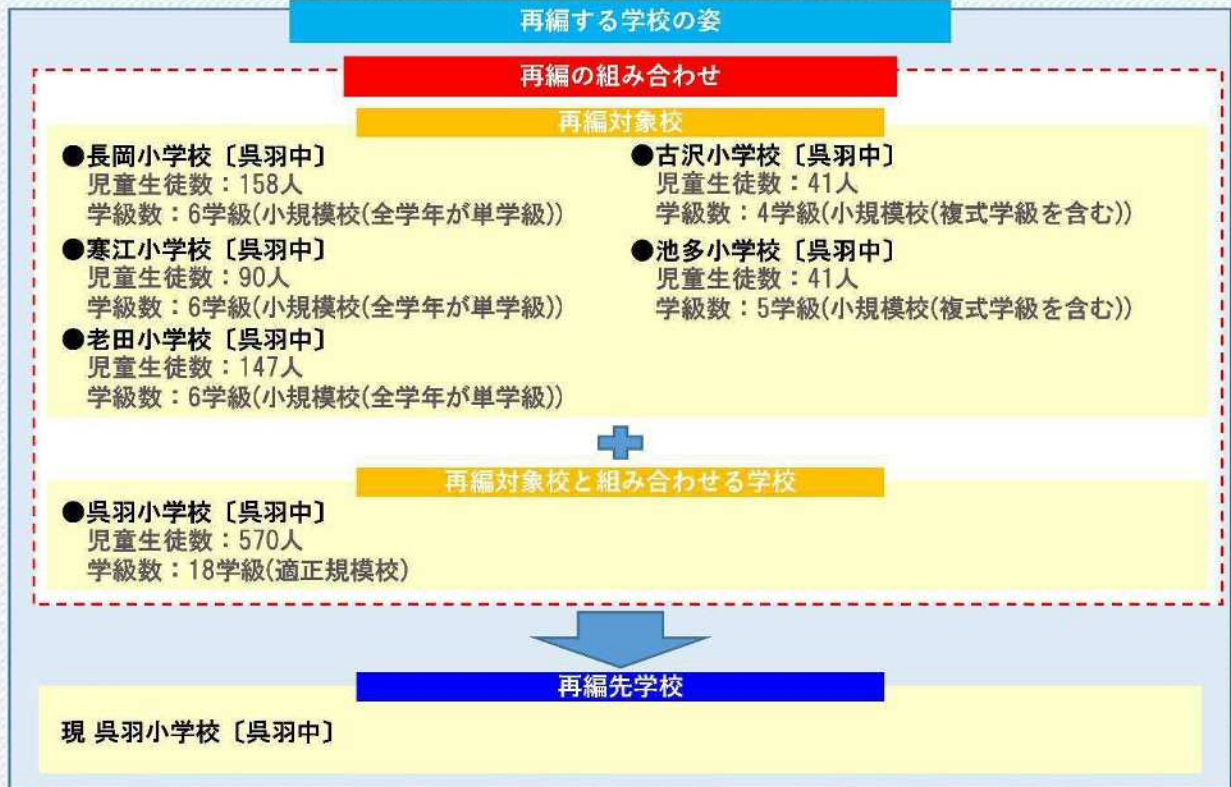 再編する学校の姿
再編の組み合わせ
再編対象校
●長岡小学校〔呉羽中〕
児童生徒数：158人
学級数：6学級(小規模校(全学年が単学級))
●寒江小学校〔呉羽中〕
児童生徒数：90人
学級数：6学級(小規模校(全学年が単学級))
●老田小学校〔呉羽中〕
児童生徒数：147人
学級数：6学級(小規模校(全学年が単学級))
●古沢小学校〔呉羽中〕
児童生徒数：41人
学級数：4学級(小規模校(複式学級を含む))
●池多小学校〔呉羽中〕
児童生徒数：41人
学級数：5学級(小規模校(複式学級を含む))
再編対象校と組み合わせる学校
●呉羽小学校〔呉羽中〕
児童生徒数：570人
学級数：18学級(適正規模校)
再編先学校
現 呉羽小学校〔呉羽中〕